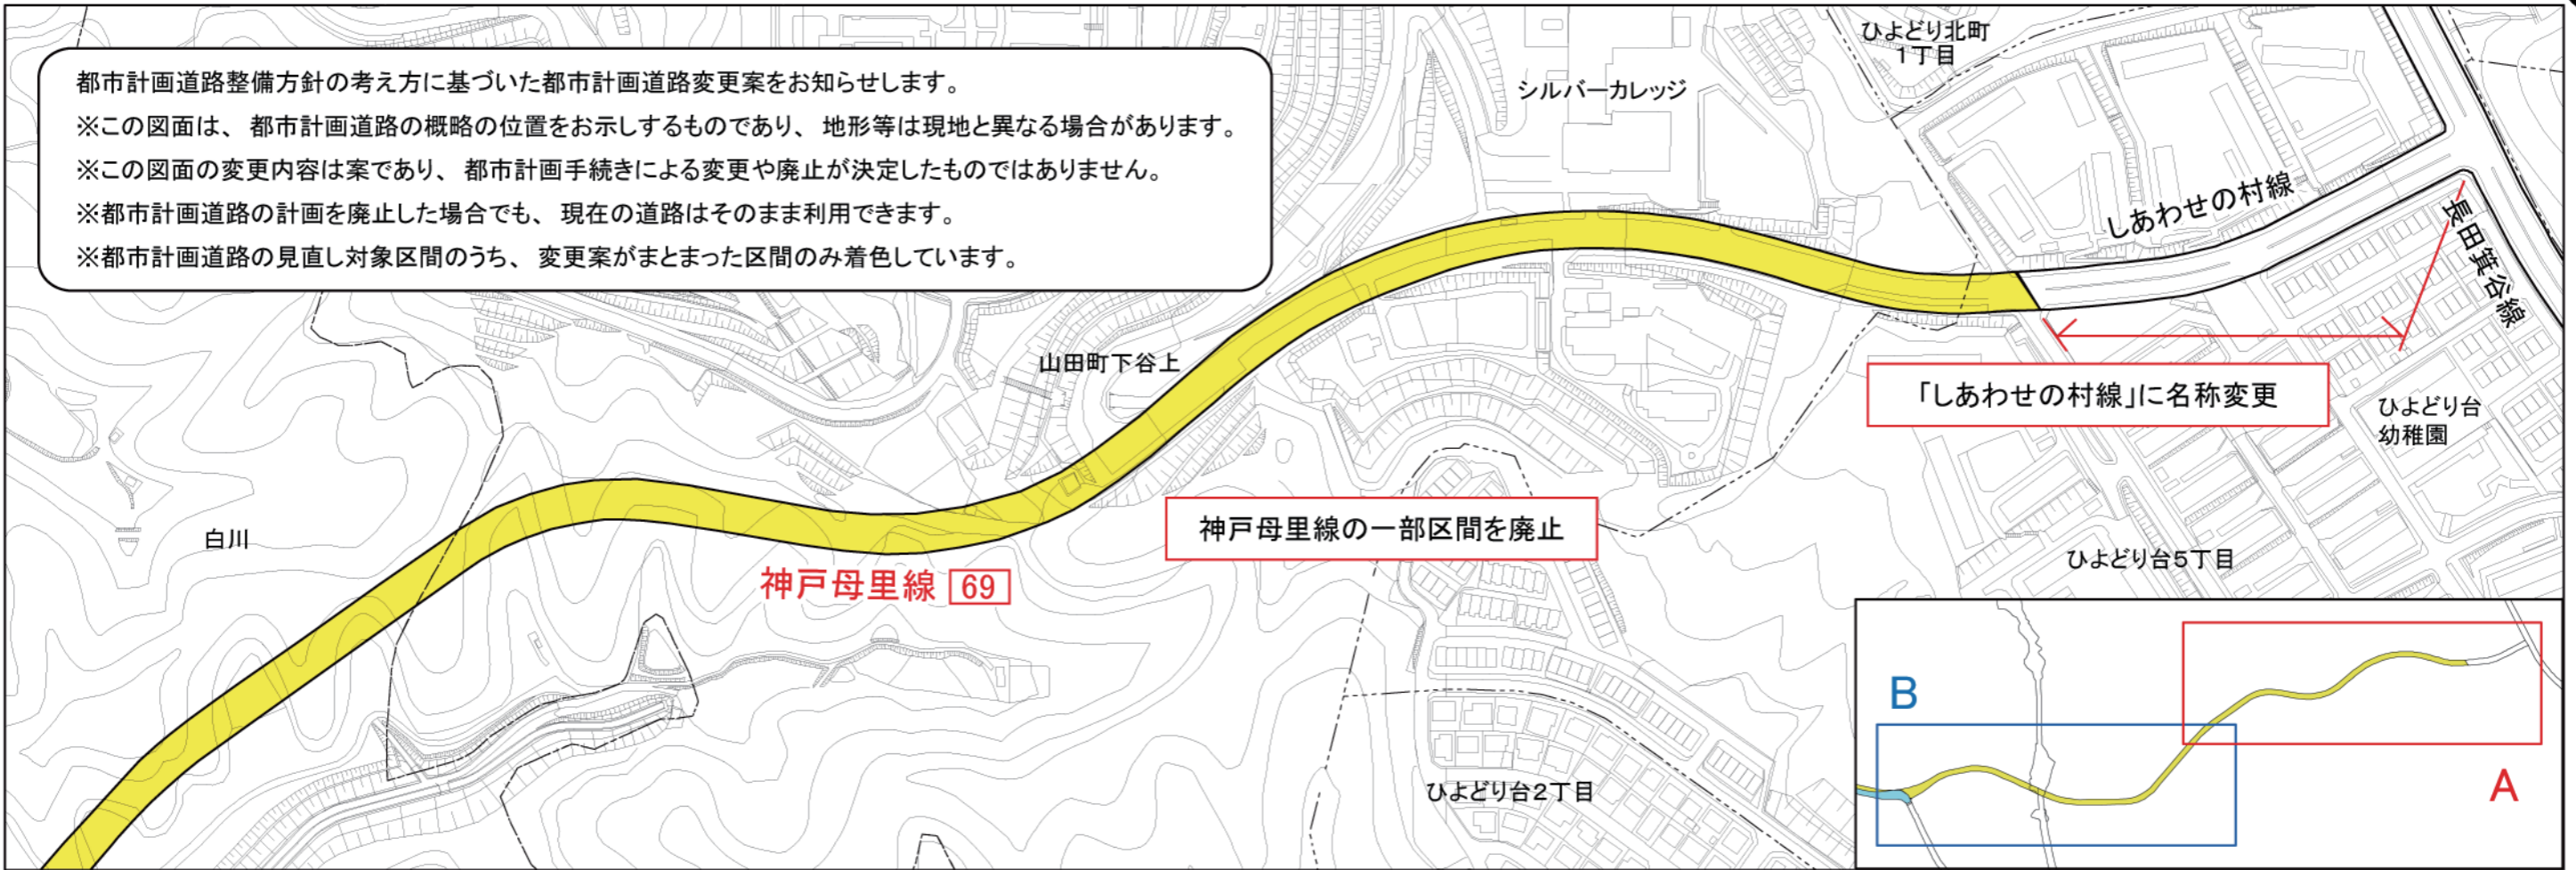 都市計画道路整備方針の考え方に基づいた都市計画道路変更案をお知らせします。
※この図面は、都市計画道路の概略の位置をお示しするものであり、地形等は現地と異なる場合があります。
※この図面の変更内容は案であり、都市計画手続きによる変更や廃止が決定したものではありません。
※都市計画道路の計画を廃止した場合でも、現在の道路はそのまま利用できます。
※都市計画道路の見直し対象区間のうち、変更案がまとまった区間のみ着色しています。
ひよどり北町
1丁目
シルバーカレッジ
しあわせの村線
長田箕谷線
山田町下谷上
「しあわせの村線」に名称変更
ひよどり台
幼稚園
白川
神戸母里線の一部区間を廃止
神戸母里線 69
ひよどり台5丁目
ひよどり台2丁目
B
A